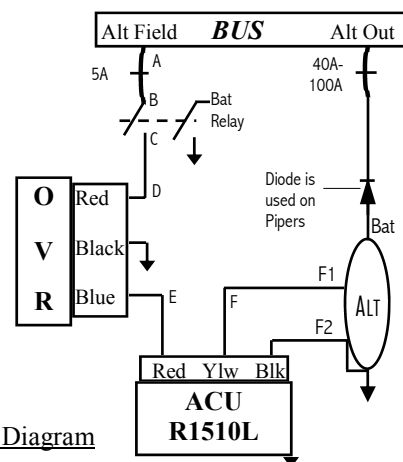 Alt Field BUS Alt Out
A
5A
40A-
100A
B
Bat
Relay
C
D
Diode is
used on
Pipers
Bat
O
V
R
Red
Black
Blue
E
F
F1
F2
ALT
Red Ylw Blk
ACU
R1510L
Diagram